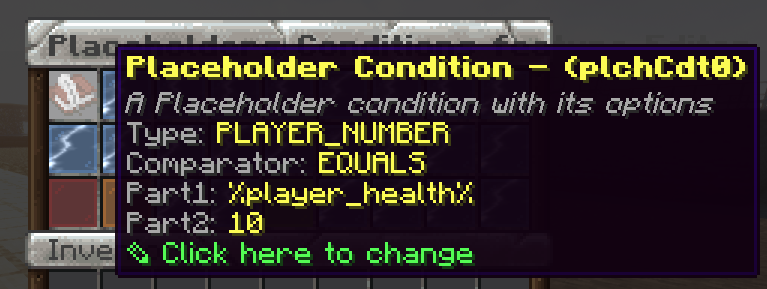 Placeholder Condition - (plchCdt0)
A Placeholder condition with its options
Type: PLAYER_NUMBER
Comparator: EQUALS
Part1: %player_health%
Part2: 10
✎ Click here to change